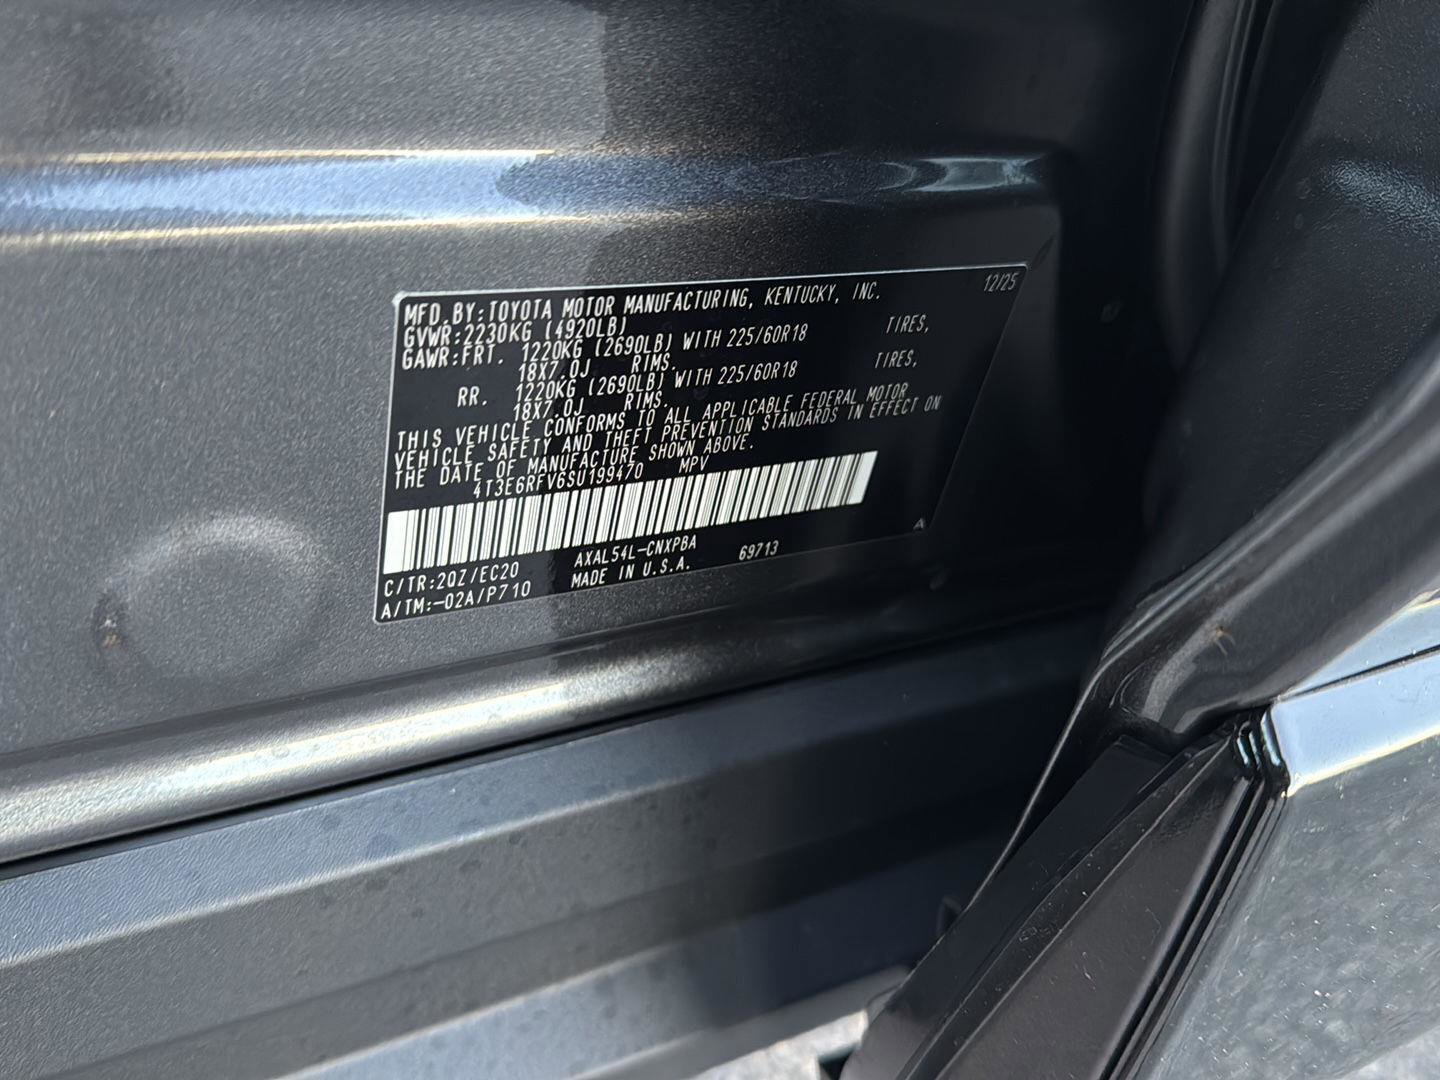 12/25
MFD.BY:TOYOTA MOTOR MANUFACTURING, KENTUCKY, INC.
GVWR:2230KG (4920LB)
GAWR:FRT. 1220KG (2690LB) WITH 225/60R18 TIRES,
18X7.0J RIMS.
RR. 1220KG (2690LB) WITH 225/60R18 TIRES,
18X7.0J RIMS.
THIS VEHICLE CONFORMS TO ALL APPLICABLE FEDERAL MOTOR
VEHICLE SAFETY AND THEFT PREVENTION STANDARDS IN EFFECT ON
THE DATE OF MANUFACTURE SHOWN ABOVE.
4T3E6RFV6SU199470 MPV
C/TR:2QZ/EC20 AXAL54L-CNXPBA 69713 A
A/TM:-02A/P710 MADE IN U.S.A.